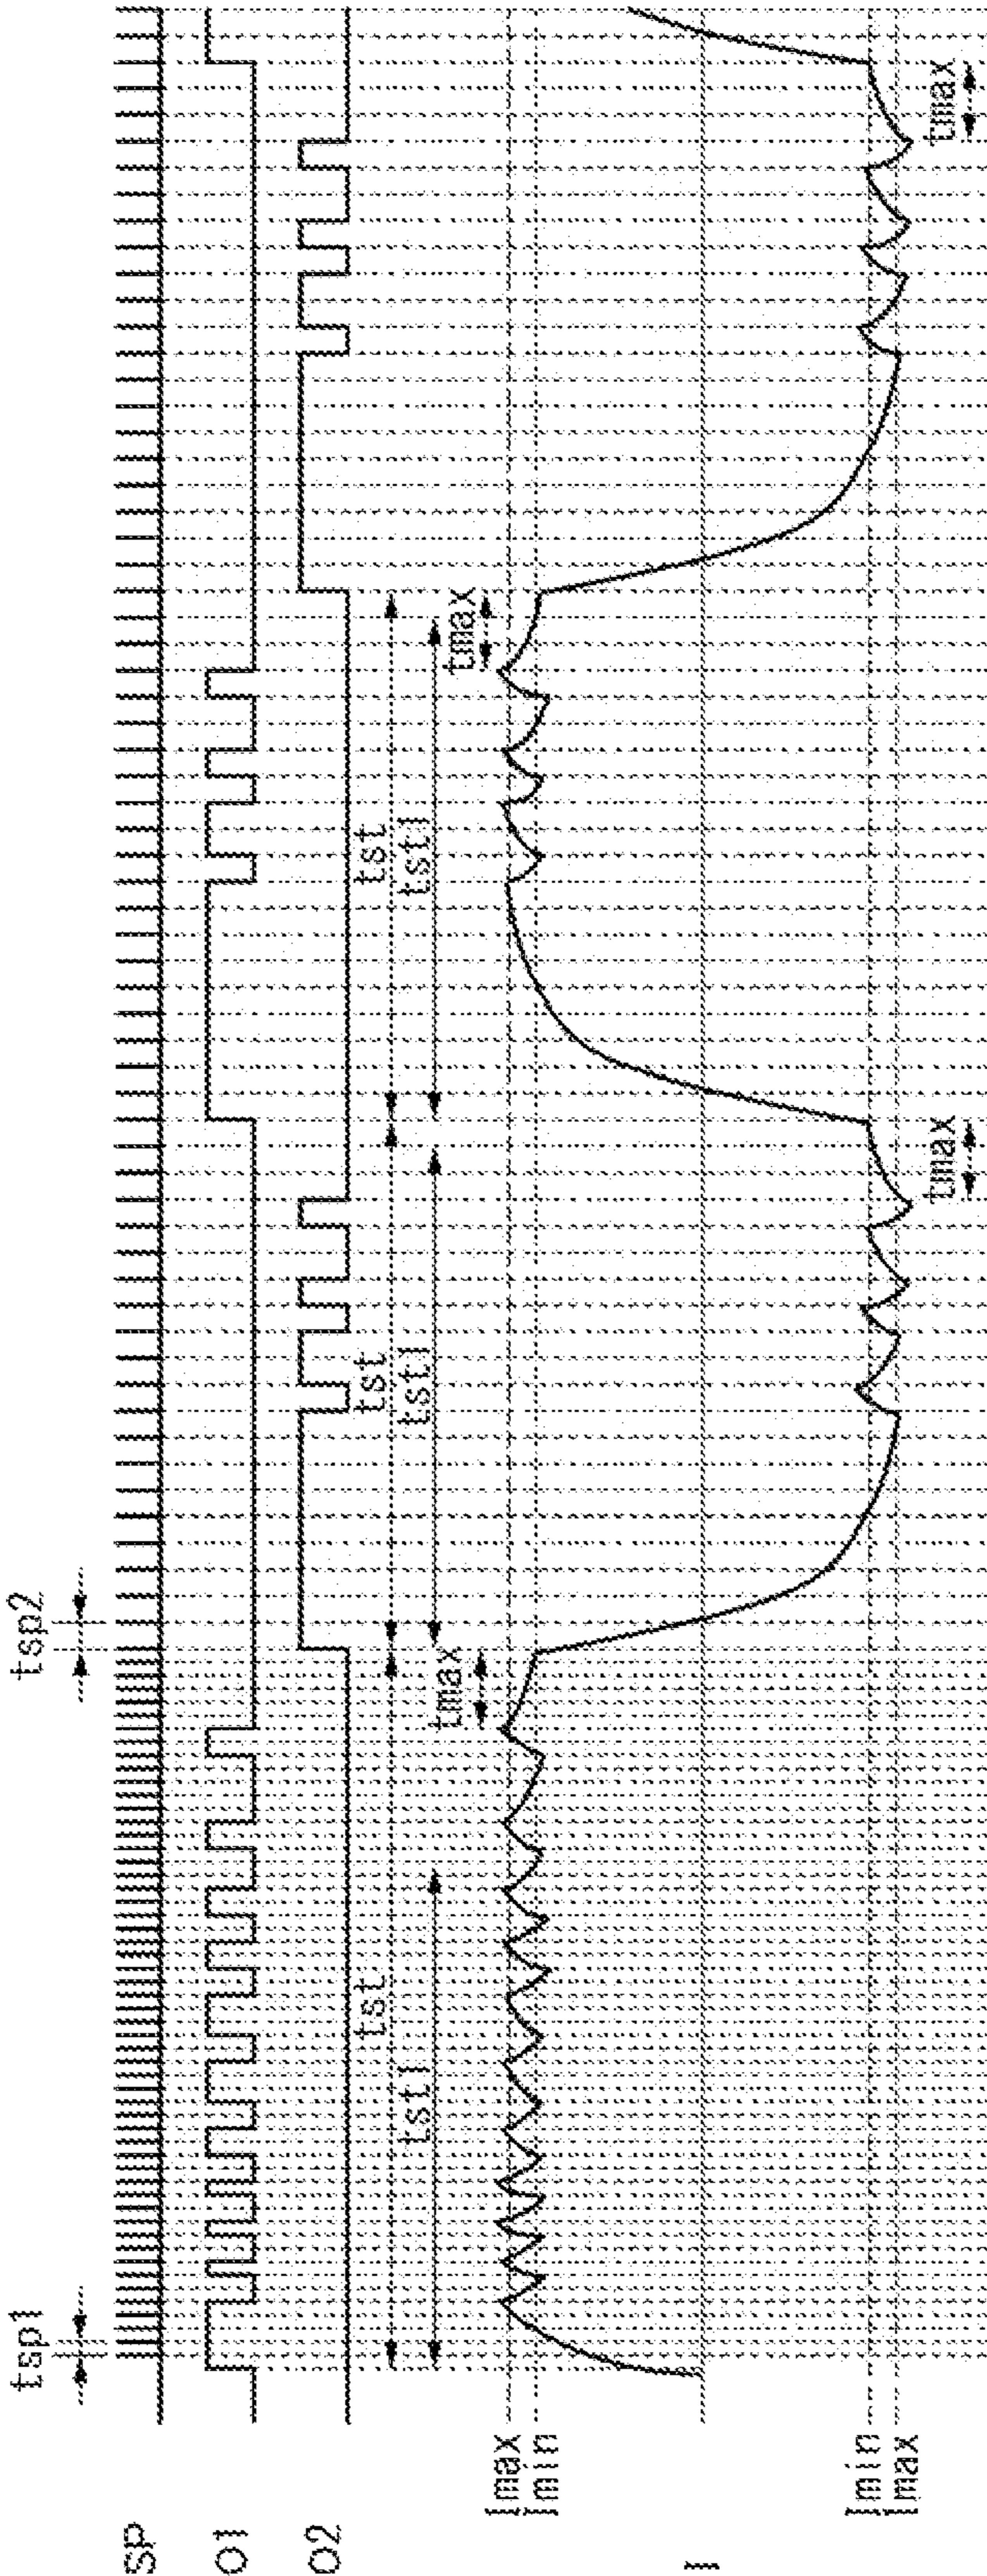 tsp1
tsp2
SP
O1
O2
tst
tst
tst
tst1
tst1
tst1
tmax
tmax
tmax
tmax
Imax
Imin
I
Imin
Imax